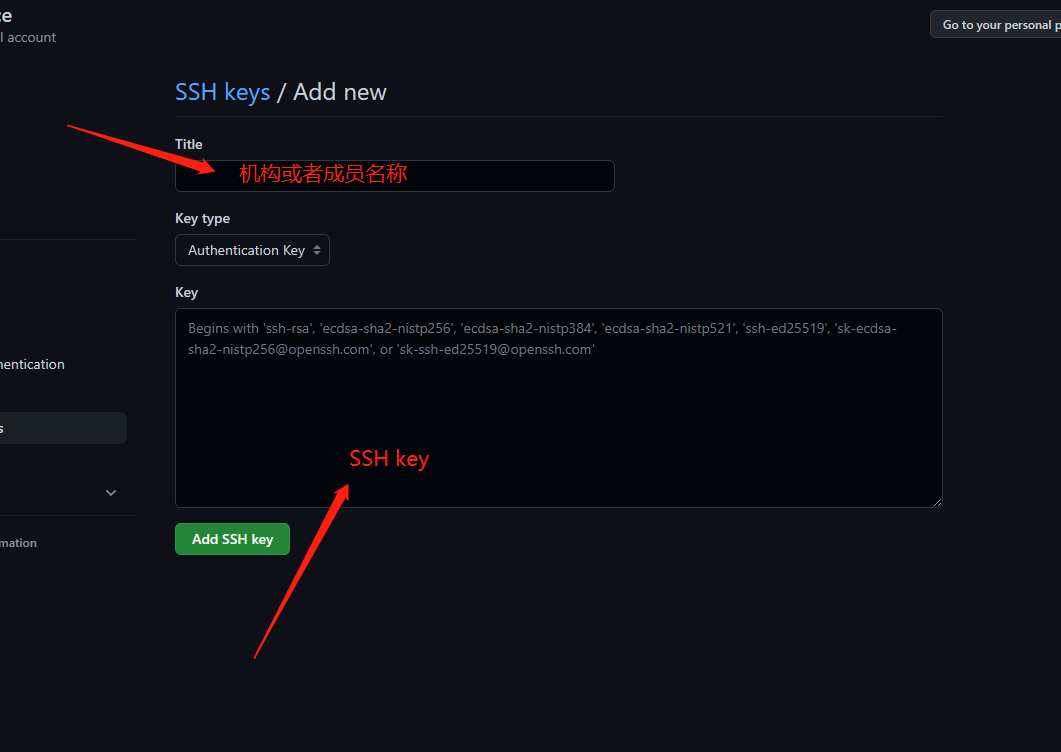 ce
l account
Go to your personal p
SSH keys / Add new
Title
机构或者成员名称
Key type
Authentication Key
Key
Begins with 'ssh-rsa', 'ecdsa-sha2-nistp256', 'ecdsa-sha2-nistp384', 'ecdsa-sha2-nistp521', 'ssh-ed25519', 'sk-ecdsa-
sha2-nistp256@openssh.com', or 'sk-ssh-ed25519@openssh.com'
hentication
s
SSH key
Add SSH key
mation